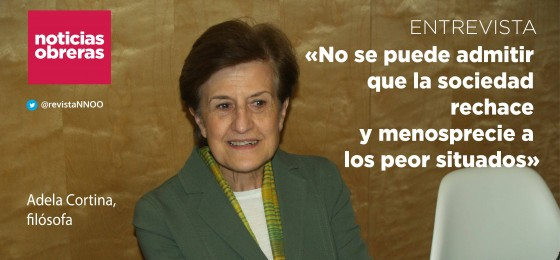 noticias
obreras
@revistaNNOO
ENTREVISTA
«No se puede admitir
que la sociedad
rechace
y menosprecie a
los peor situados»
Adela Cortina,
filósofa